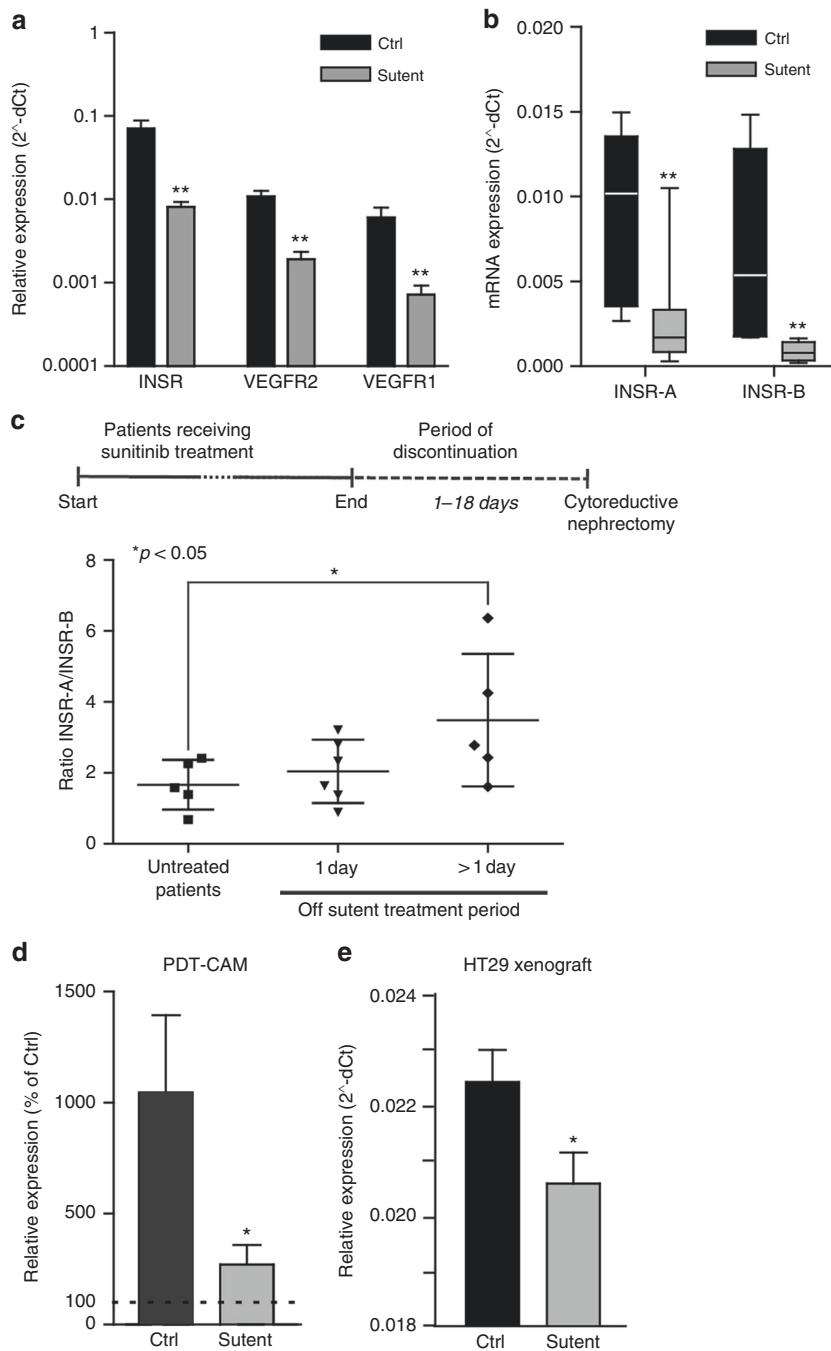 a
Relative expression (2^-dCt)
1
0.1
0.01
0.001
0.0001
Ctrl
Sutent
**
**
**
INSR
VEGFR2
VEGFR1
b
mRNA expression (2^-dCt)
0.020
0.015
0.010
0.005
0.000
Ctrl
Sutent
**
**
INSR-A
INSR-B
c
Patients receiving
sunitinib treatment
Period of
discontinuation
Start
End
1–18 days
Cytoreductive
nephrectomy
*p < 0.05
*
Ratio INSR-A/INSR-B
8
6
4
2
0
Untreated
patients
1 day
> 1 day
Off sutent treatment period
d
PDT-CAM
Relative expression (% of Ctrl)
1500
1000
500
100
0
*
Ctrl
Sutent
e
HT29 xenograft
Relative expression (2^-dCt)
0.024
0.022
0.020
0.018
*
Ctrl
Sutent